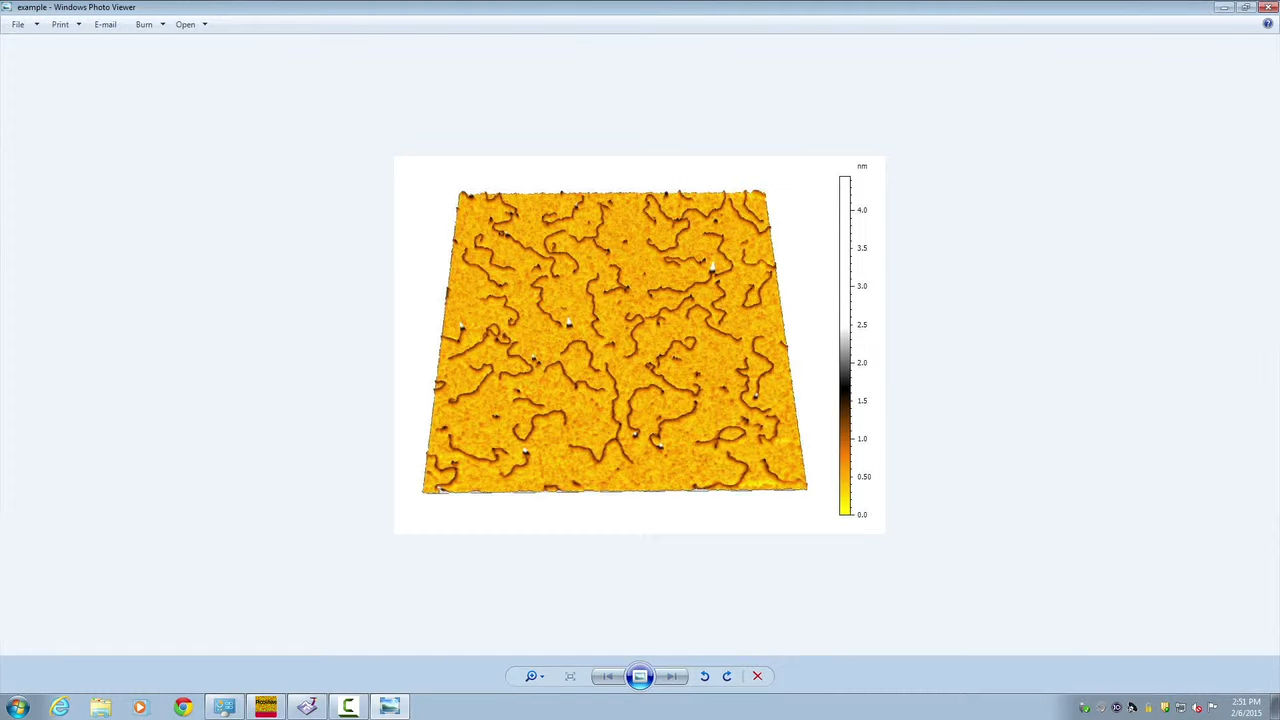 example - Windows Photo Viewer
File Print E-mail Burn Open
nm
4.0
3.5
3.0
2.5
2.0
1.5
1.0
0.50
0.0
2:51 PM
2/6/2015